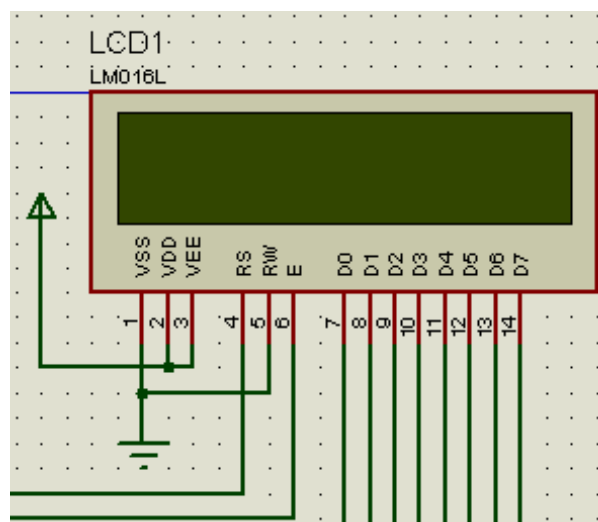 LCD1
LM016L
VSS VDD VEE RS RW E D0 D1 D2 D3 D4 D5 D6 D7
1 2 3 4 5 6 7 8 9 10 11 12 13 14